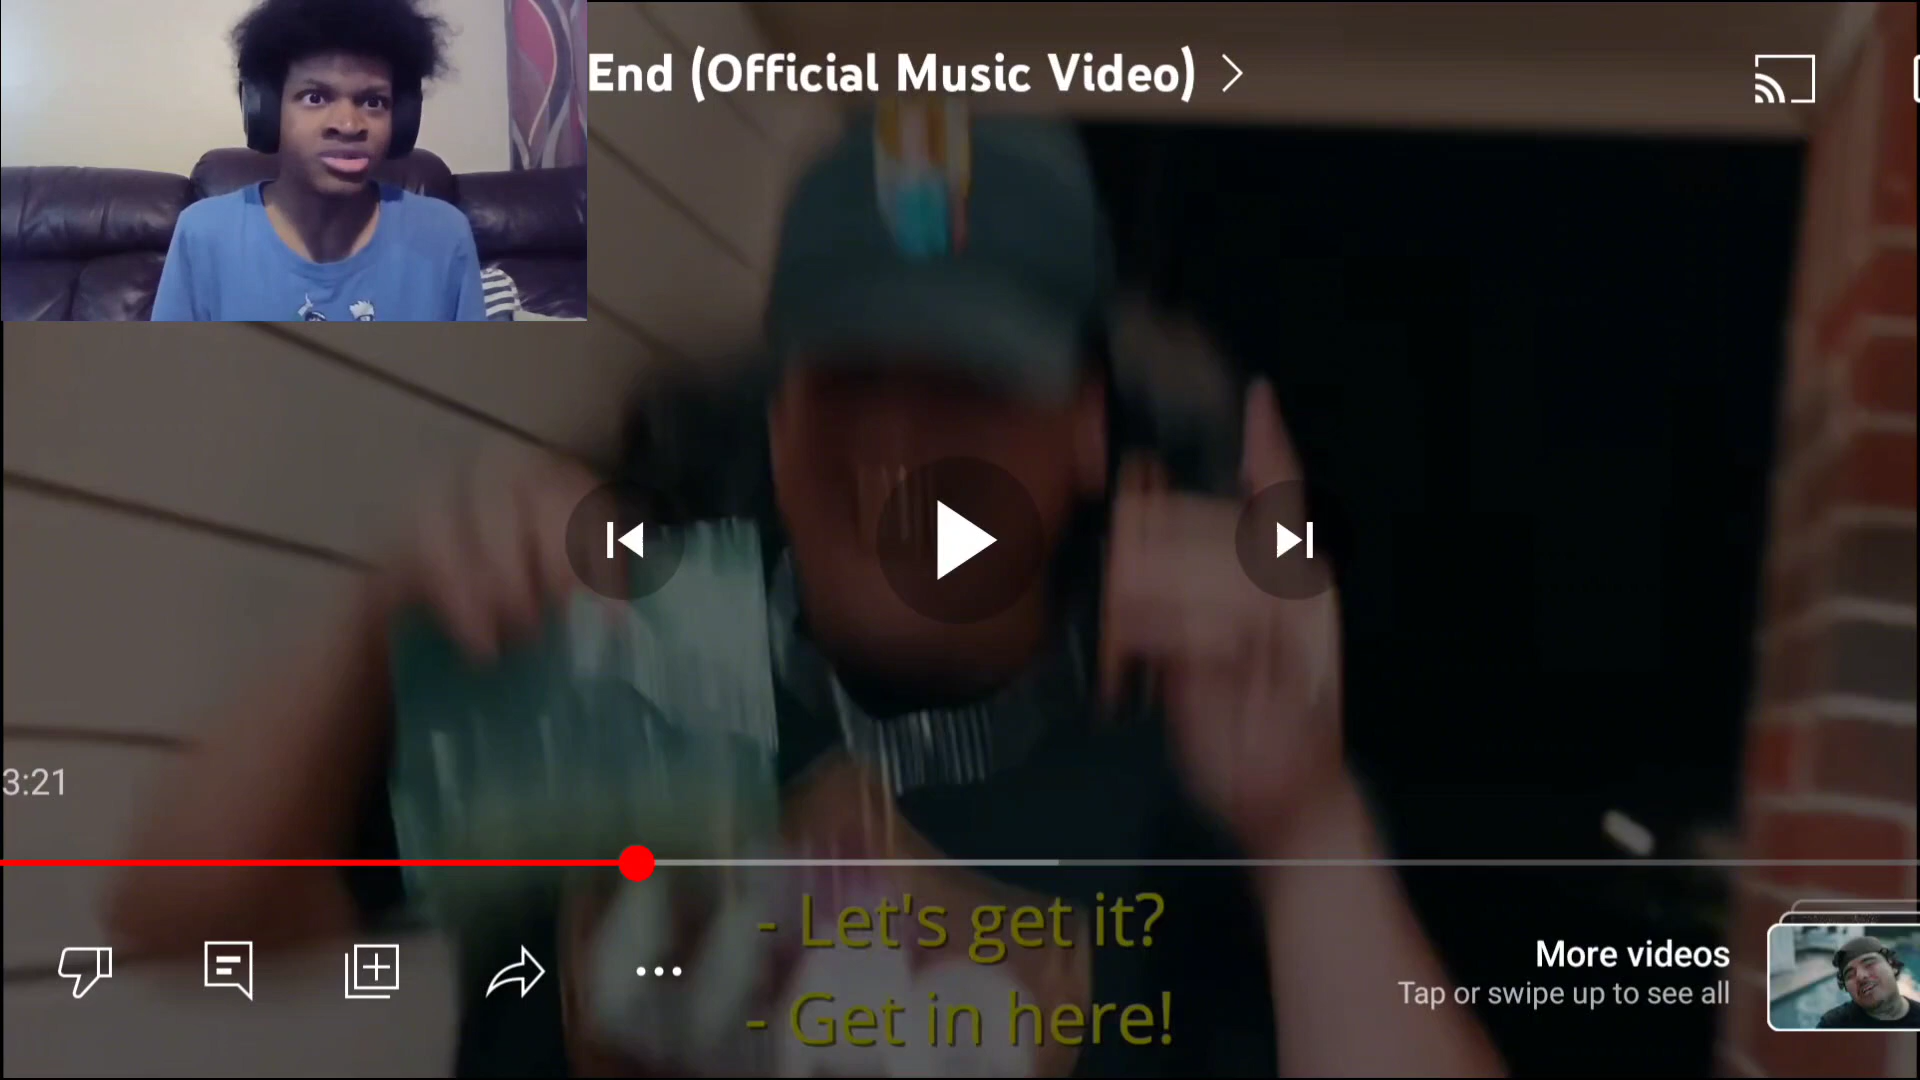 End (Official Music Video)
3:21
- Let's get it?
- Get in here!
More videos
Tap or swipe up to see all